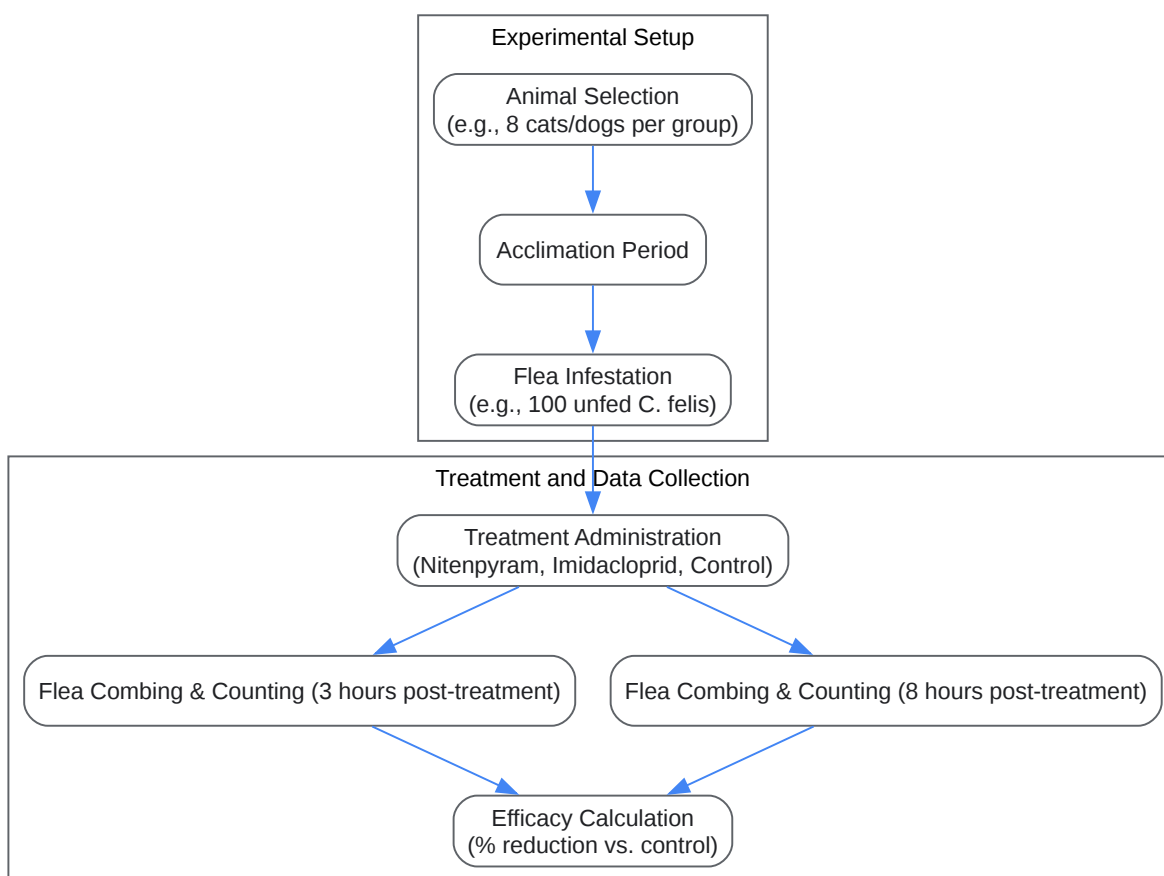 Experimental Setup
Animal Selection
(e.g., 8 cats/dogs per group)
Acclimation Period
Flea Infestation
(e.g., 100 unfed C. felis)
Treatment and Data Collection
Treatment Administration
(Nitenpyram, Imidacloprid, Control)
Flea Combing & Counting (3 hours post-treatment)
Flea Combing & Counting (8 hours post-treatment)
Efficacy Calculation
(% reduction vs. control)